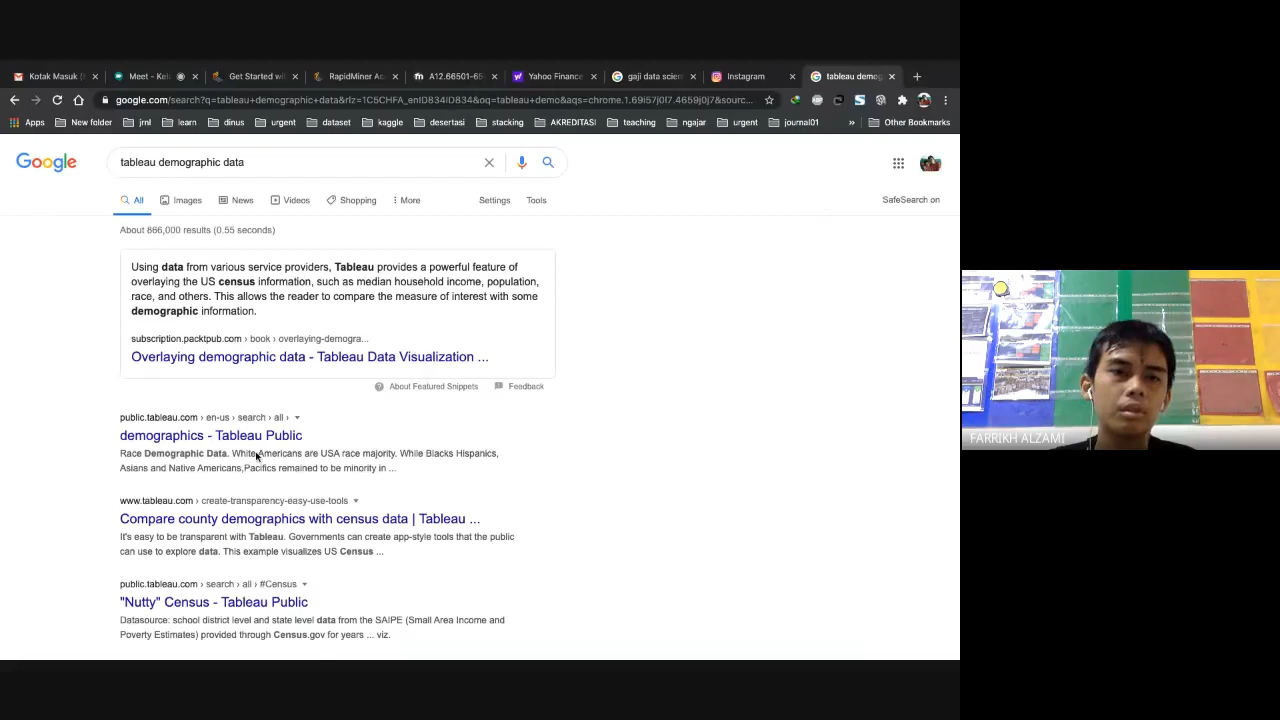 Kotak Masuk (
Meet - Kel
Get Started wi
RapidMiner Ac
A12.66501-65
Yahoo Finance
gaji data scien
Instagram
tableau demog
google.com/search?q=tableau+demographic+data&rlz=1C5CHFA_enID834ID834&oq=tableau+demo&aqs=chrome.1.69i57j0l7.4659j0j7&sourc...
Apps New folder jrnl learn dinus urgent dataset kaggle desertasi stacking AKREDITASI teaching ngajar urgent journal01 » Other Bookmarks
Google
tableau demographic data
All Images News Videos Shopping More Settings Tools SafeSearch on
About 866,000 results (0.55 seconds)
Using data from various service providers, Tableau provides a powerful feature of
overlaying the US census information, such as median household income, population,
race, and others. This allows the reader to compare the measure of interest with some
demographic information.
subscription.packtpub.com › book › overlaying-demogra...
Overlaying demographic data - Tableau Data Visualization ...
About Featured Snippets Feedback
public.tableau.com › en-us › search › all ›
demographics - Tableau Public
Race Demographic Data. White Americans are USA race majority. While Blacks Hispanics,
Asians and Native Americans,Pacifics remained to be minority in ...
www.tableau.com › create-transparency-easy-use-tools
Compare county demographics with census data | Tableau ...
It's easy to be transparent with Tableau. Governments can create app-style tools that the public
can use to explore data. This example visualizes US Census ...
public.tableau.com › search › all › #Census
"Nutty" Census - Tableau Public
Datasource: school district level and state level data from the SAIPE (Small Area Income and
Poverty Estimates) provided through Census.gov for years ... viz.
FARRIKH ALZAMI